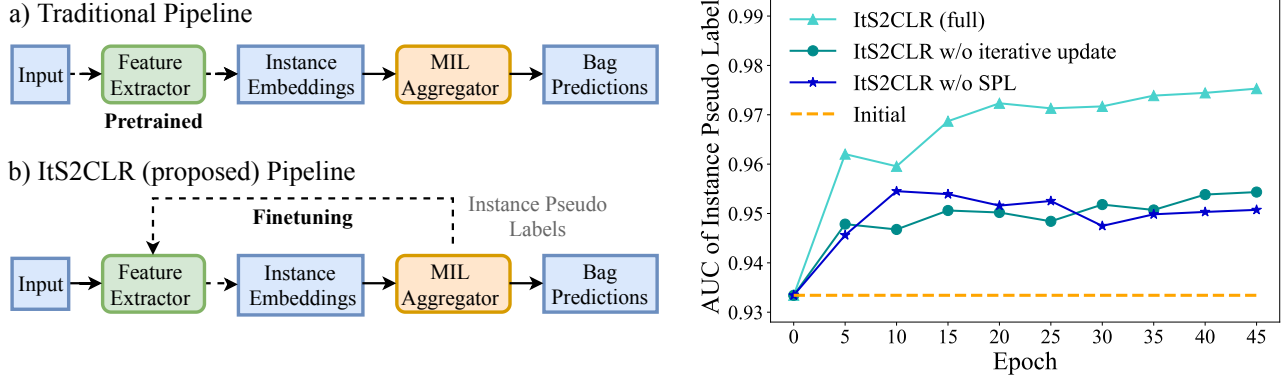 a) Traditional Pipeline
Input
Feature
Extractor
Instance
Embeddings
MIL
Aggregator
Bag
Predictions
Pretrained
b) ItS2CLR (proposed) Pipeline
Finetuning
Instance Pseudo
Labels
Input
Feature
Extractor
Instance
Embeddings
MIL
Aggregator
Bag
Predictions
AUC of Instance Pseudo Label
0.99
0.98
0.97
0.96
0.95
0.94
0.93
ItS2CLR (full)
ItS2CLR w/o iterative update
ItS2CLR w/o SPL
Initial
0 5 10 15 20 25 30 35 40 45
Epoch